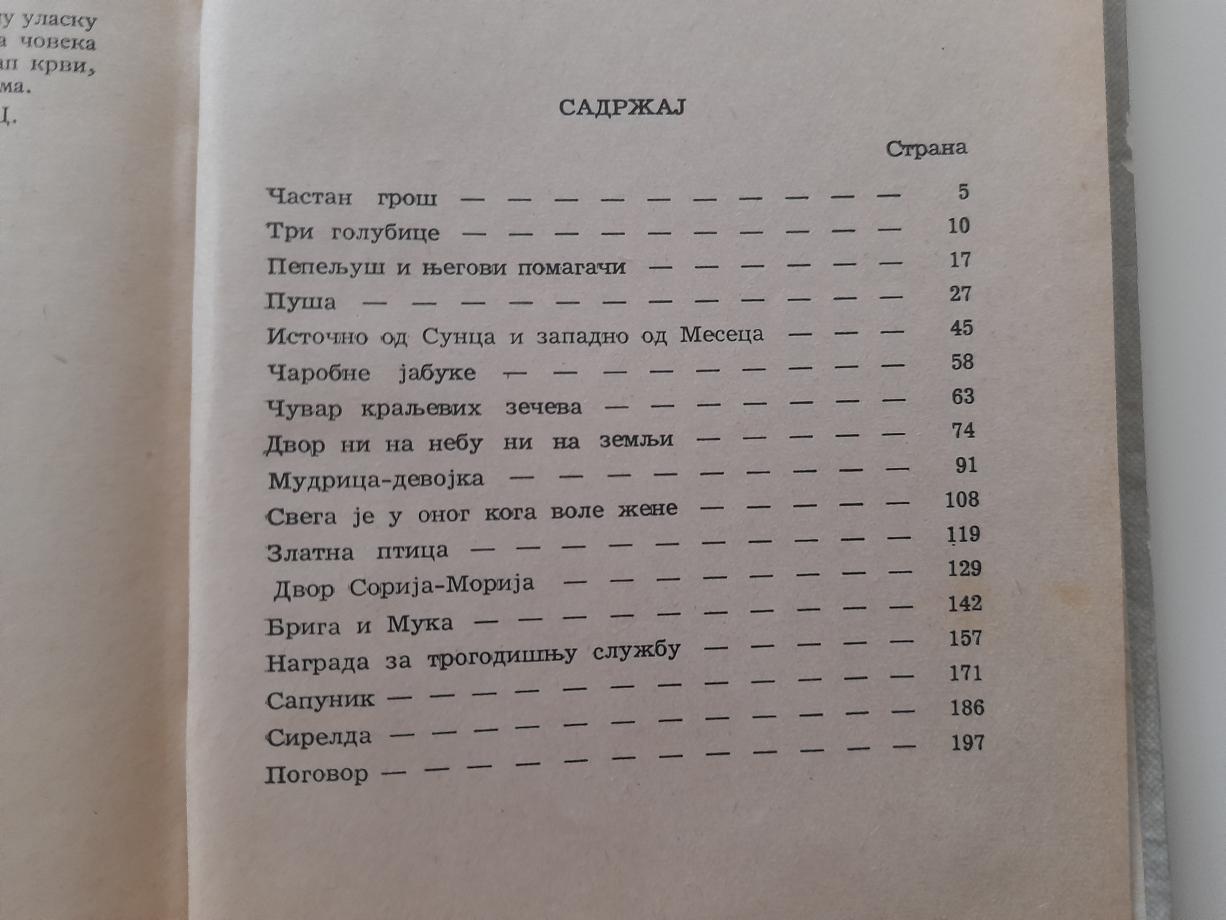 уласку
човека
крви,
Ц.
САДРЖАЈ
Страна
Частан грош — — — — — — — — — — 5
Три голубице — — — — — — — — — — 10
Пепељуш и његови помагачи — — — — — — 17
Пуша — — — — — — — — — — — — 27
Источно од Сунца и западно од Месеца — — — 45
Чаробне јабуке — — — — — — — — — 58
Чувар краљевих зечева — — — — — — — 63
Двор ни на небу ни на земљи — — — — — 74
Мудрица-девојка — — — — — — — — — 91
Свега је у оног кога воле жене — — — — — 108
Златна птица — — — — — — — — — — 119
Двор Сорија-Морија — — — — — — — — 129
Брига и Мука — — — — — — — — — — 142
Награда за трогодишњу службу — — — — — 157
Сапуник — — — — — — — — — — — — 171
Сирелда — — — — — — — — — — — — 186
Поговор — — — — — — — — — — — — 197